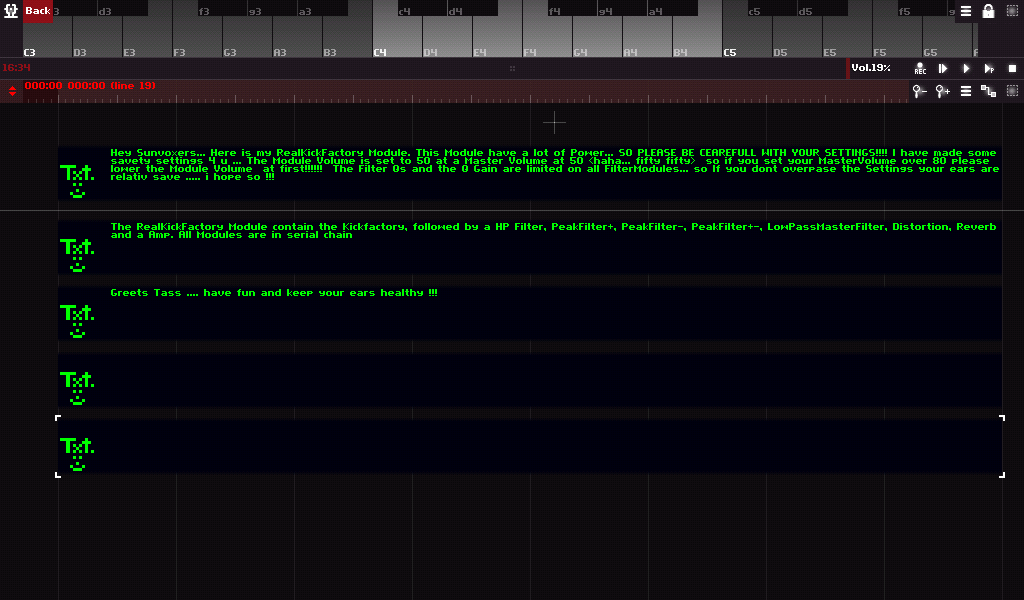 Back 3 d3 f3 g3 a3 c4 d4 f4 g4 a4 c5 d5 f5 g
C3 D3 E3 F3 G3 A3 B3 C4 D4 E4 F4 G4 A4 B4 C5 D5 E5 F5 G5
16:34 Vol.19% REC
000:00 000:00 (line 19)
Hey Sunvoxers... Here is my RealKickFactory Module. This Module have a lot of Power... SO PLEASE BE CEAREFULL WITH YOUR SETTINGS!!!! I have made some
savety settings 4 u ... The Module Volume is set to 50 at a Master Volume at 50 <haha... fifty fifty> so if you set your MasterVolume over 80 please
lower the Module Volume at first!!!!!! The Filter Qs and the Q Gain are limited on all FilterModules... so If you dont overpase the Settings your ears are
relativ save ..... i hope so !!!
Txt.
The RealKickFactory Module contain the Kickfactory, followed by a HP Filter, PeakFilter+, PeakFilter-, PeakFilter+-, LowPassMasterFilter, Distortion, Reverb
and a Amp. All Modules are in serial chain
Txt.
Greets Tass .... have fun and keep your ears healthy !!!
Txt.
Txt.
Txt.